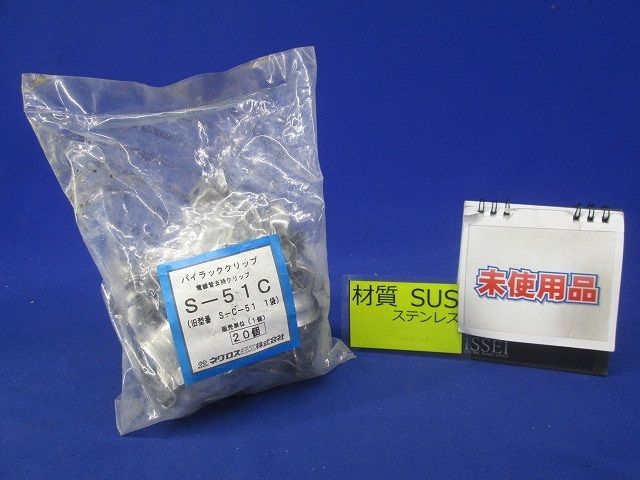 パイラッククリップ
電線管支持クリップ
S-51C
(旧型番 S-C-51 1袋)
販売単位(1個)
20個
ネグロス電工株式会社
材質 SUS
ステンレス
未使用品
ISSEI